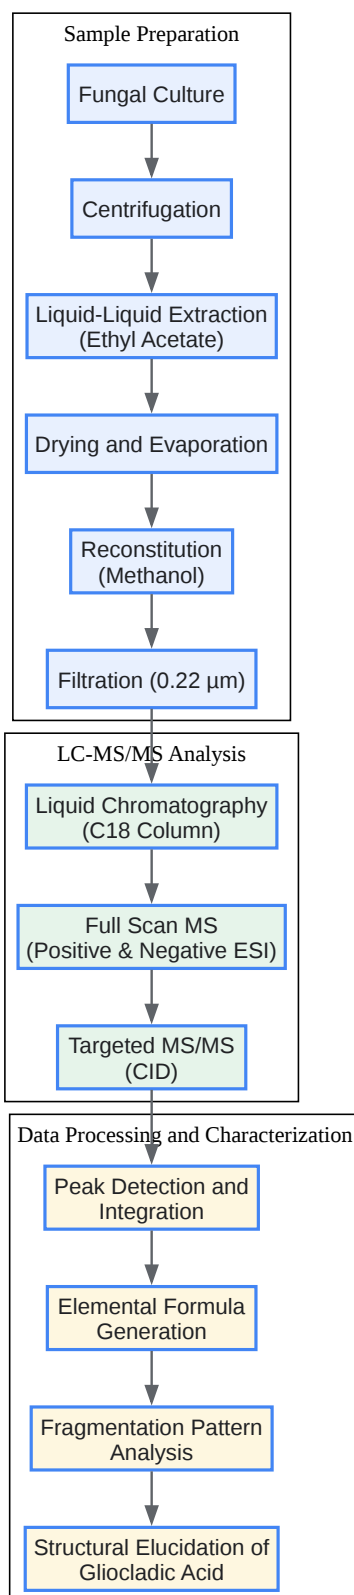 Sample Preparation
Fungal Culture
Centrifugation
Liquid-Liquid Extraction
(Ethyl Acetate)
Drying and Evaporation
Reconstitution
(Methanol)
Filtration (0.22 µm)
LC-MS/MS Analysis
Liquid Chromatography
(C18 Column)
Full Scan MS
(Positive & Negative ESI)
Targeted MS/MS
(CID)
Data Processing and Characterization
Peak Detection and
Integration
Elemental Formula
Generation
Fragmentation Pattern
Analysis
Structural Elucidation of
Gliocladic Acid